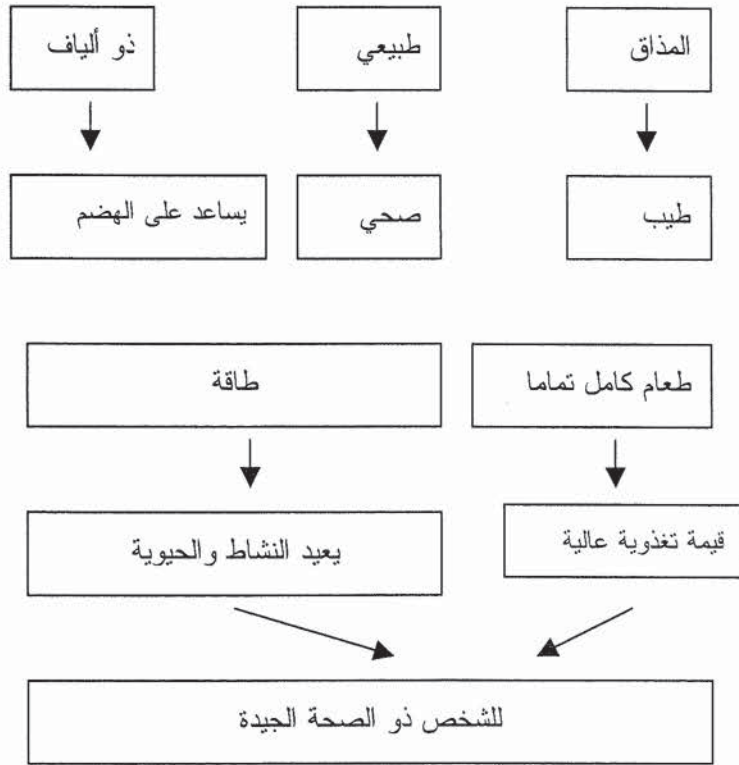 المذاق
طبيعي
ذو ألياف
طيب
صحي
يساعد على الهضم
طعام كامل تماما
طاقة
قيمة تغذوية عالية
يعيد النشاط والحيوية
للشخص ذو الصحة الجيدة